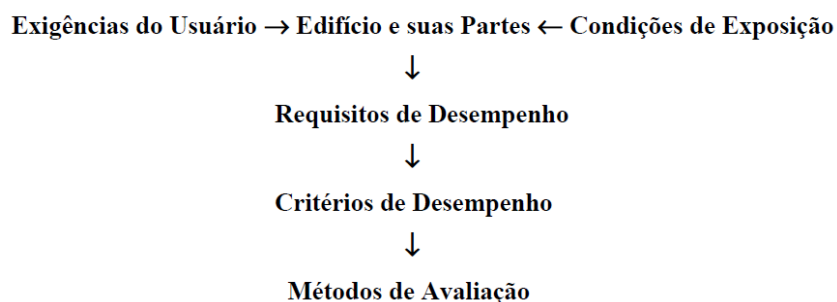 Exigências do Usuário → Edifício e suas Partes ← Condições de Exposição
↓
Requisitos de Desempenho
↓
Critérios de Desempenho
↓
Métodos de Avaliação